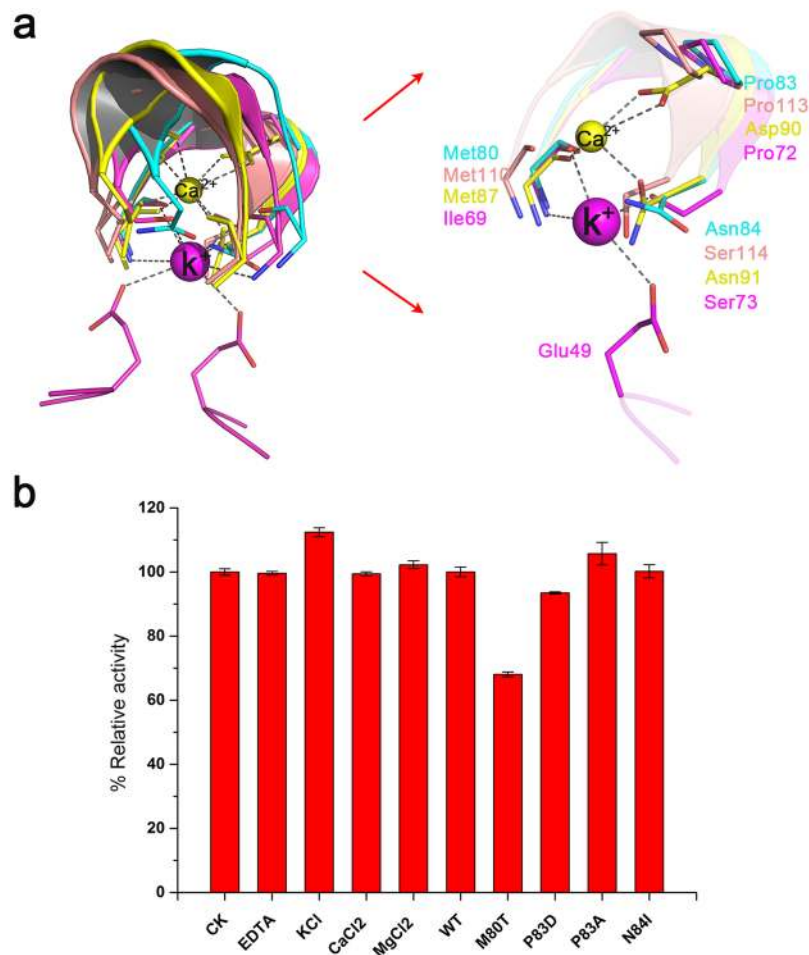 a
Ca2+
k+
Pro83
Pro113
Asp90
Pro72
Ca2+
Met80
Met110
Met87
Ile69
k+
Asn84
Ser114
Asn91
Ser73
Glu49
b
% Relative activity
120
100
80
60
40
20
0
CK
EDTA
KCl
CaCl2
MgCl2
WT
M80T
P83D
P83A
N84I